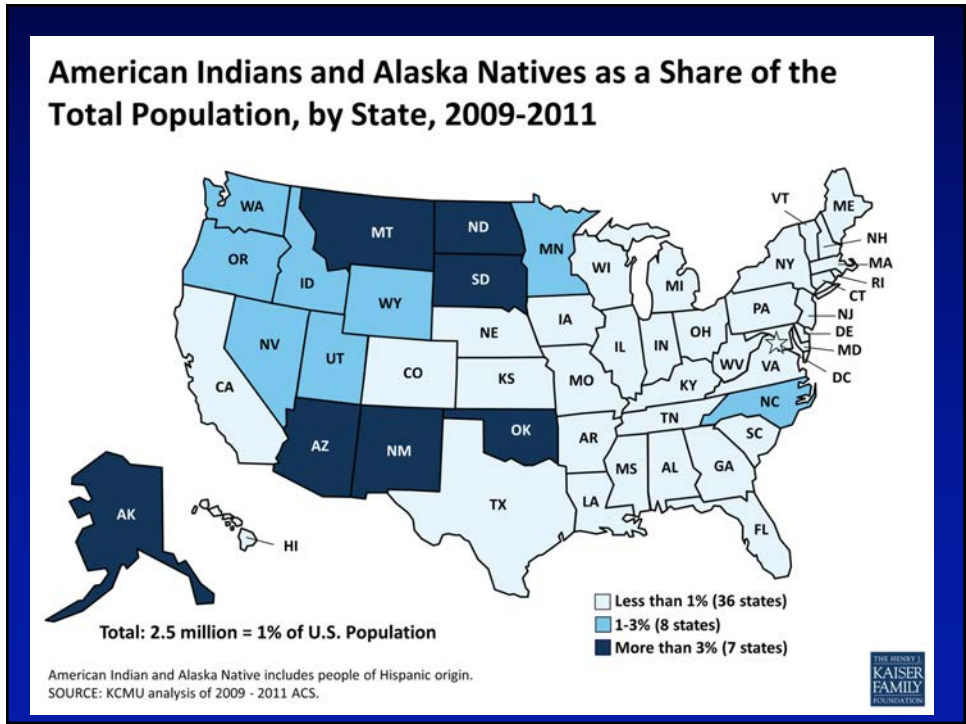 American Indians and Alaska Natives as a Share of the
Total Population, by State, 2009-2011
WA
OR
ID
MT
ND
SD
MN
WY
NV
UT
CA
CO
NE
KS
AZ
NM
OK
TX
IA
MO
AR
LA
WI
IL
IN
MI
OH
KY
TN
MS
AL
GA
FL
SC
NC
VA
WV
PA
NY
VT
ME
NH
MA
RI
CT
NJ
DE
MD
DC
AK
HI
Less than 1% (36 states)
1-3% (8 states)
More than 3% (7 states)
Total: 2.5 million = 1% of U.S. Population
American Indian and Alaska Native includes people of Hispanic origin.
SOURCE: KCMU analysis of 2009 - 2011 ACS.
THE HENRY J.
KAISER
FAMILY
FOUNDATION